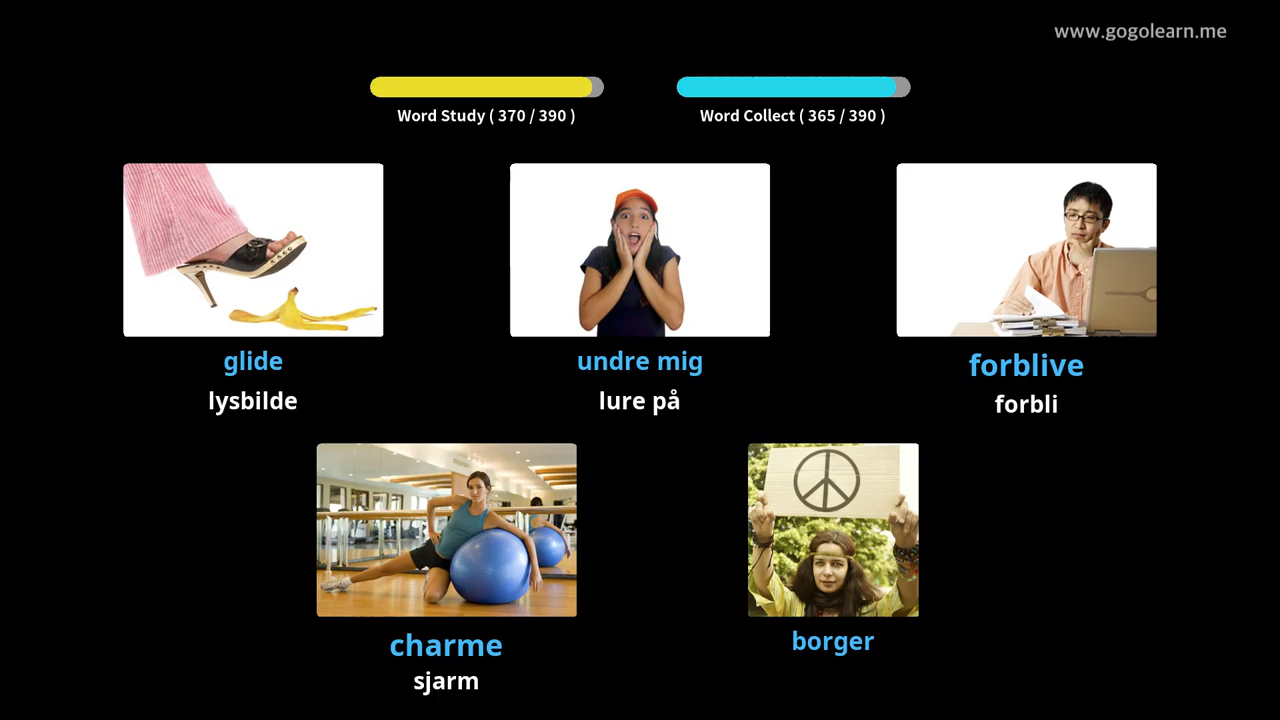 www.gogolearn.me
Word Study ( 370 / 390 )
Word Collect ( 365 / 390 )
glide
undre mig
forblive
lysbilde
lure på
forbli
charme
borger
sjarm